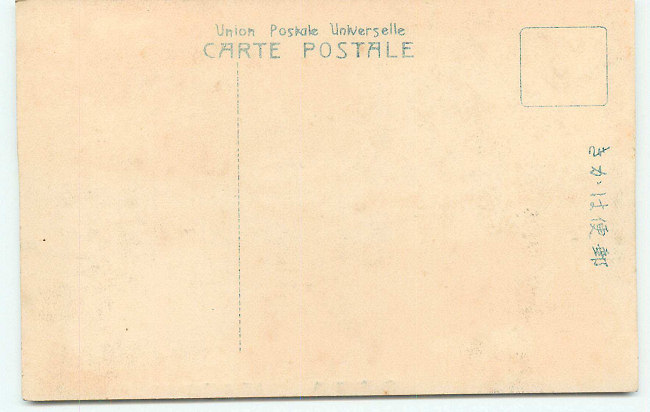 Union Postale Universelle
CARTE POSTALE
郵便はかき